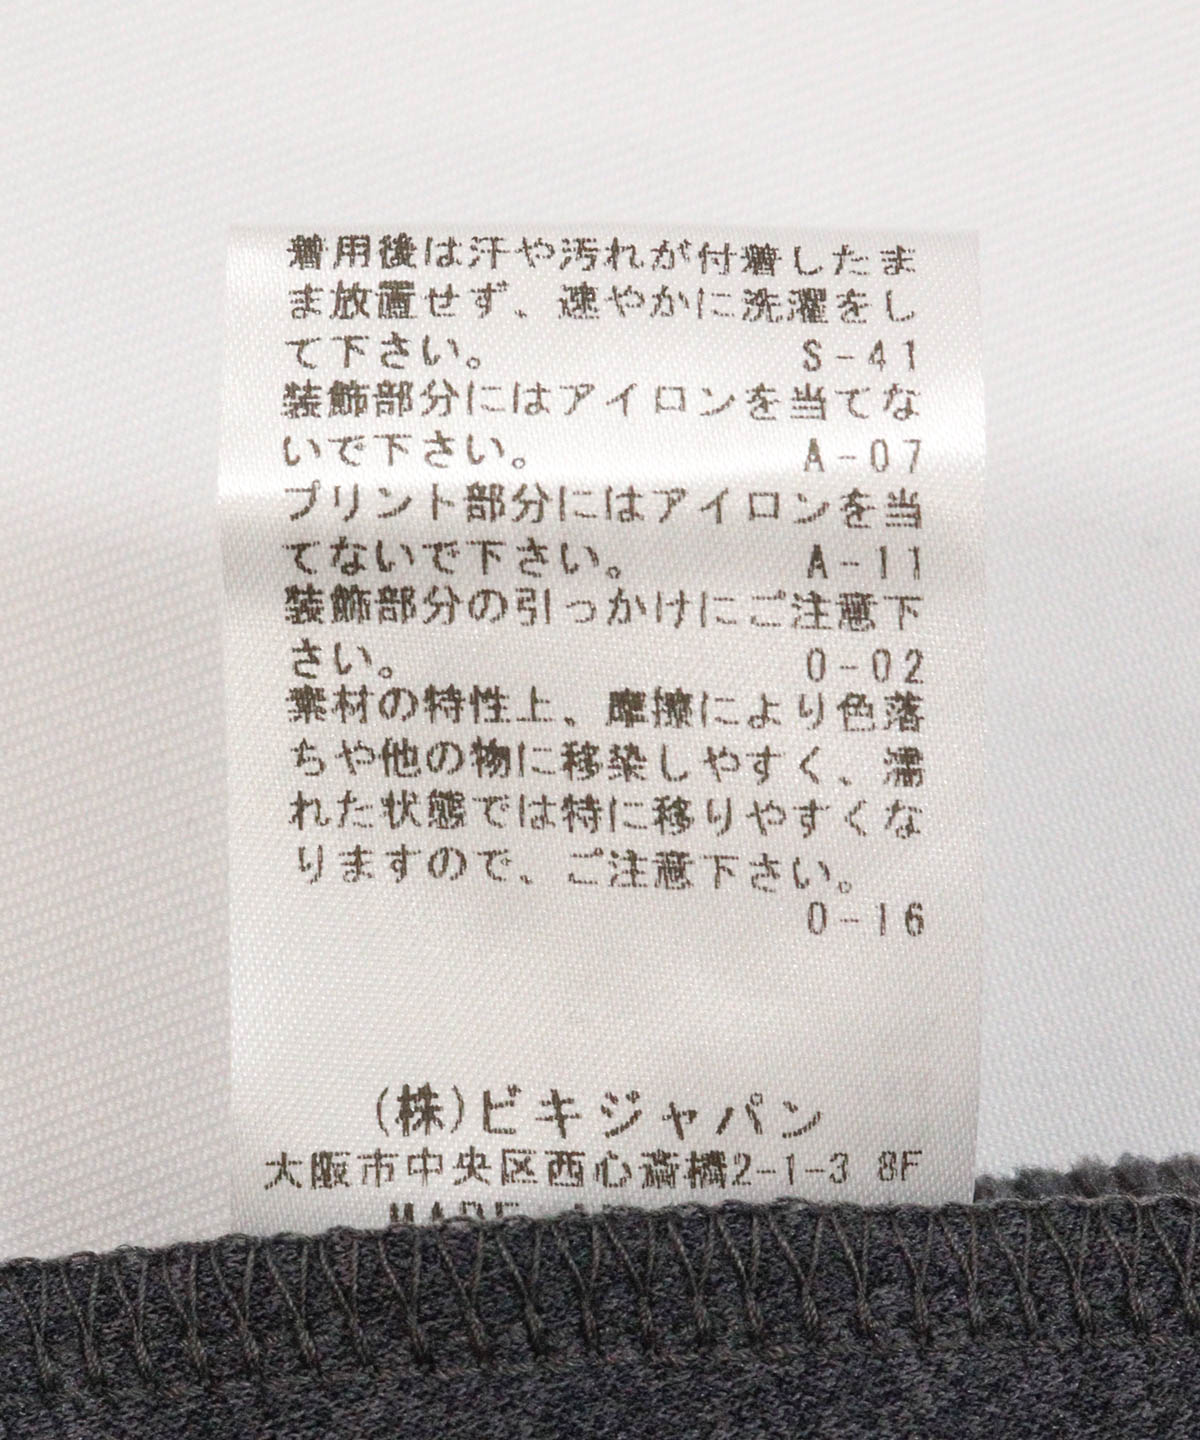 着用後は汗や汚れが付着したま
ま放置せず、速やかに洗濯をし
て下さい。 S-41
装飾部分にはアイロンを当てな
いで下さい。 A-07
プリント部分にはアイロンを当
てないで下さい。 A-11
装飾部分の引っかけにご注意下
さい。 0-02
素材の特性上、摩擦により色落
ちや他の物に移染しやすく、濡
れた状態では特に移りやすくな
りますので、ご注意下さい。
0-16
(株)ビキジャパン
大阪市中央区西心斎橋2-1-3 8F
MADE